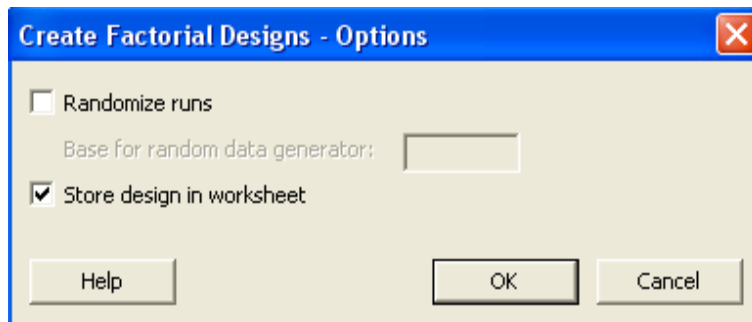 Create Factorial Designs - Options
Randomize runs
Base for random data generator:
Store design in worksheet
Help OK Cancel